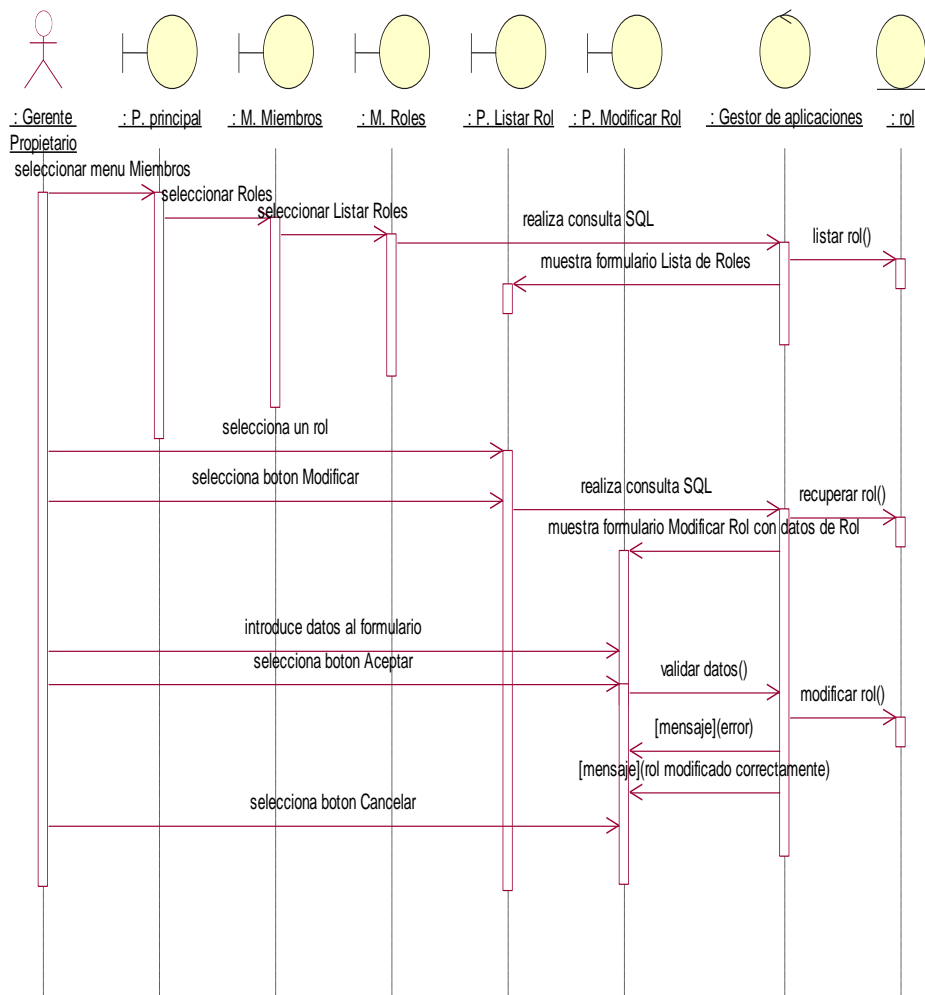 : Gerente
Propietario
: P. principal
: M. Miembros
: M. Roles
: P. Listar Rol
: P. Modificar Rol
: Gestor de aplicaciones
: rol
seleccionar menu Miembros
seleccionar Roles
seleccionar Listar Roles
realiza consulta SQL
listar rol()
muestra formulario Lista de Roles
selecciona un rol
selecciona boton Modificar
realiza consulta SQL
recuperar rol()
muestra formulario Modificar Rol con datos de Rol
introduce datos al formulario
selecciona boton Aceptar
validar datos()
modificar rol()
[mensaje](error)
[mensaje](rol modificado correctamente)
selecciona boton Cancelar